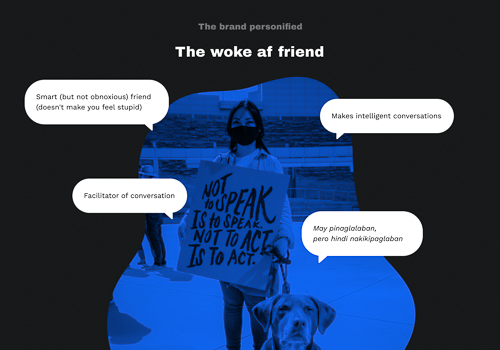 The brand personified
The woke af friend
Smart (but not obnoxious) friend
(doesn't make you feel stupid)
Makes intelligent conversations
Facilitator of conversation
NOT
to SPEAK
IS to SPEAK.
NOT TO ACT
IS TO ACT.
May pinaglalaban,
pero hindi nakikipaglaban